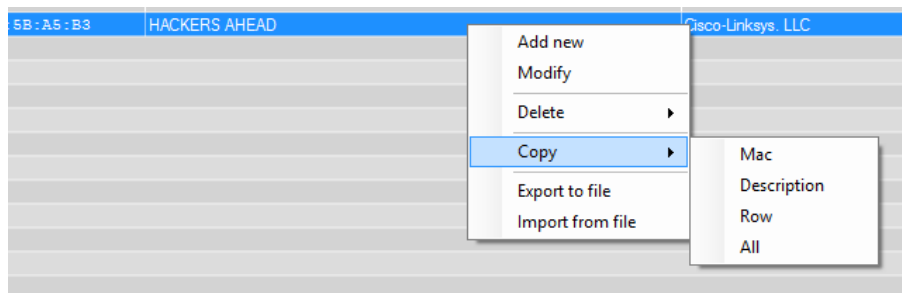 :5B:A5:B3 HACKERS AHEAD Cisco-Linksys. LLC
Add new
Modify
Delete
Copy
Export to file
Import from file
Mac
Description
Row
All